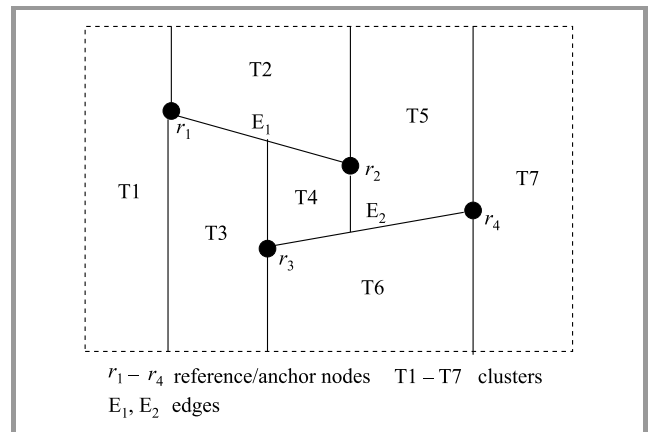 T2
T5
r1
E1
T1
r2
T7
T4
E2
r4
T3
r3
T6
r1 – r4 reference/anchor nodes T1 – T7 clusters
E1, E2 edges